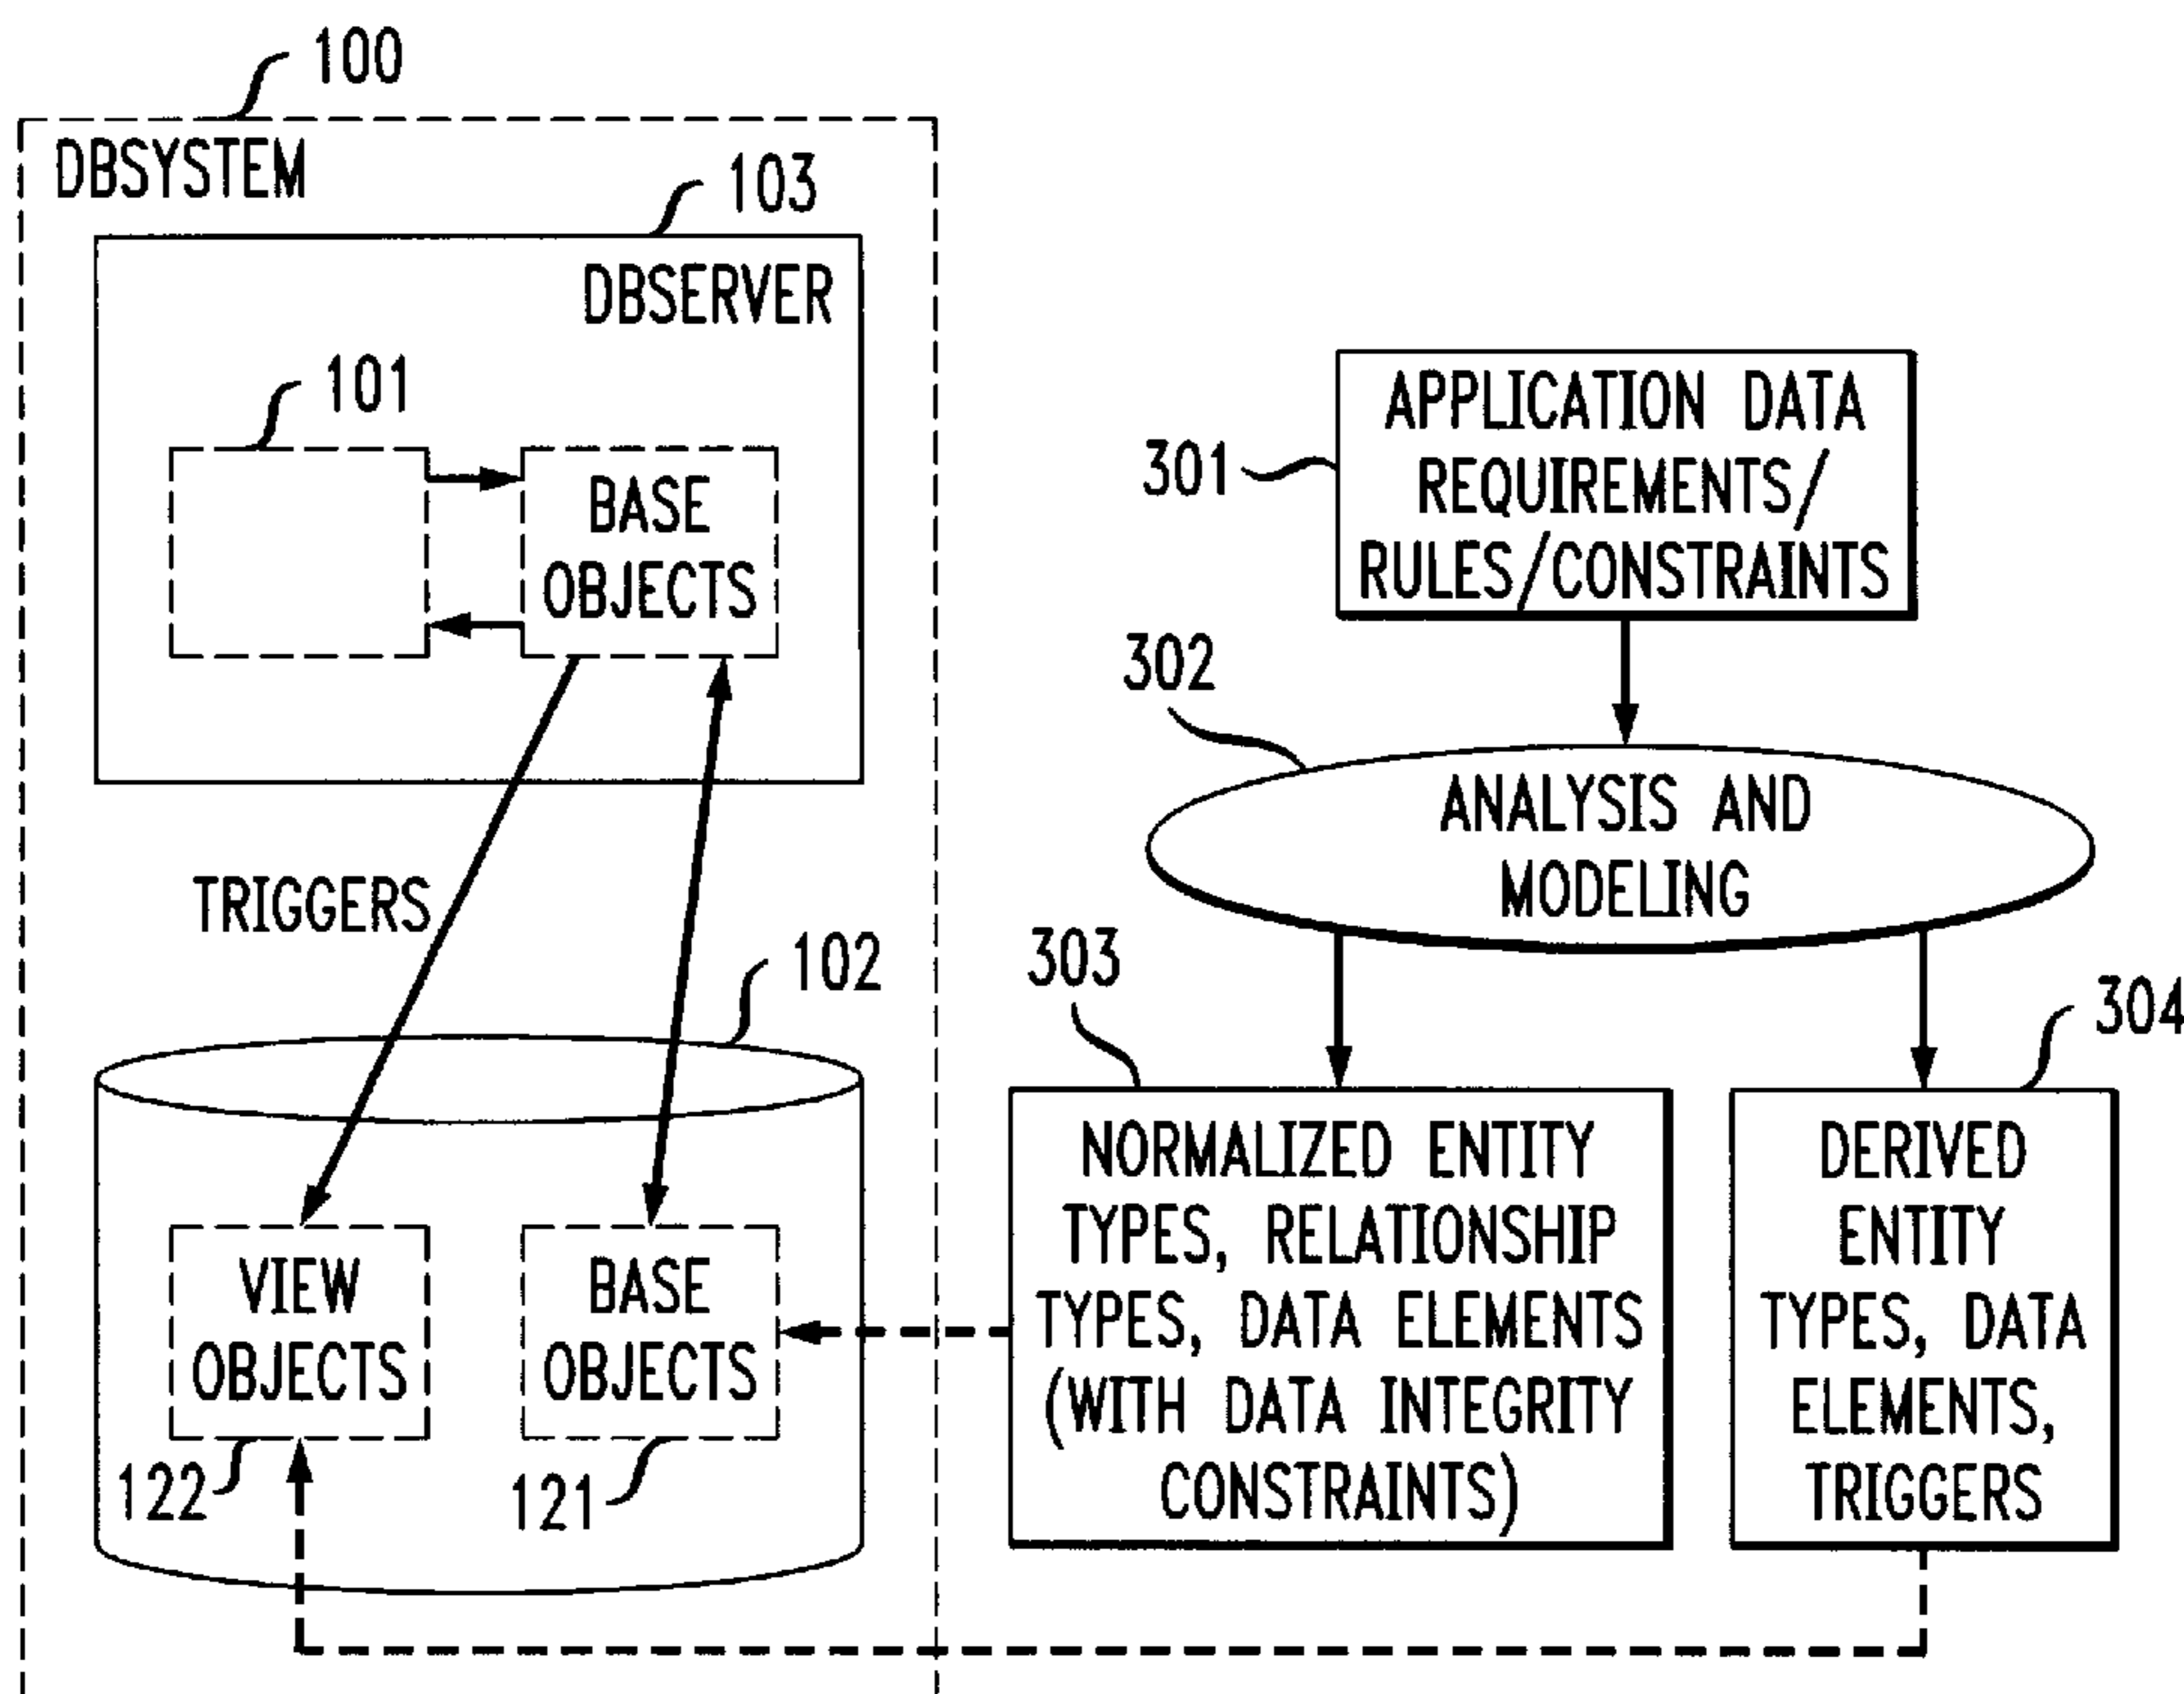 100
DBSYSTEM
103
DBSERVER
101
BASE
OBJECTS
TRIGGERS
102
VIEW
OBJECTS
BASE
OBJECTS
122
121
APPLICATION DATA
REQUIREMENTS/
RULES/CONSTRAINTS
301
302
ANALYSIS AND
MODELING
303
304
NORMALIZED ENTITY
TYPES, RELATIONSHIP
TYPES, DATA ELEMENTS
(WITH DATA INTEGRITY
CONSTRAINTS)
DERIVED
ENTITY
TYPES, DATA
ELEMENTS,
TRIGGERS